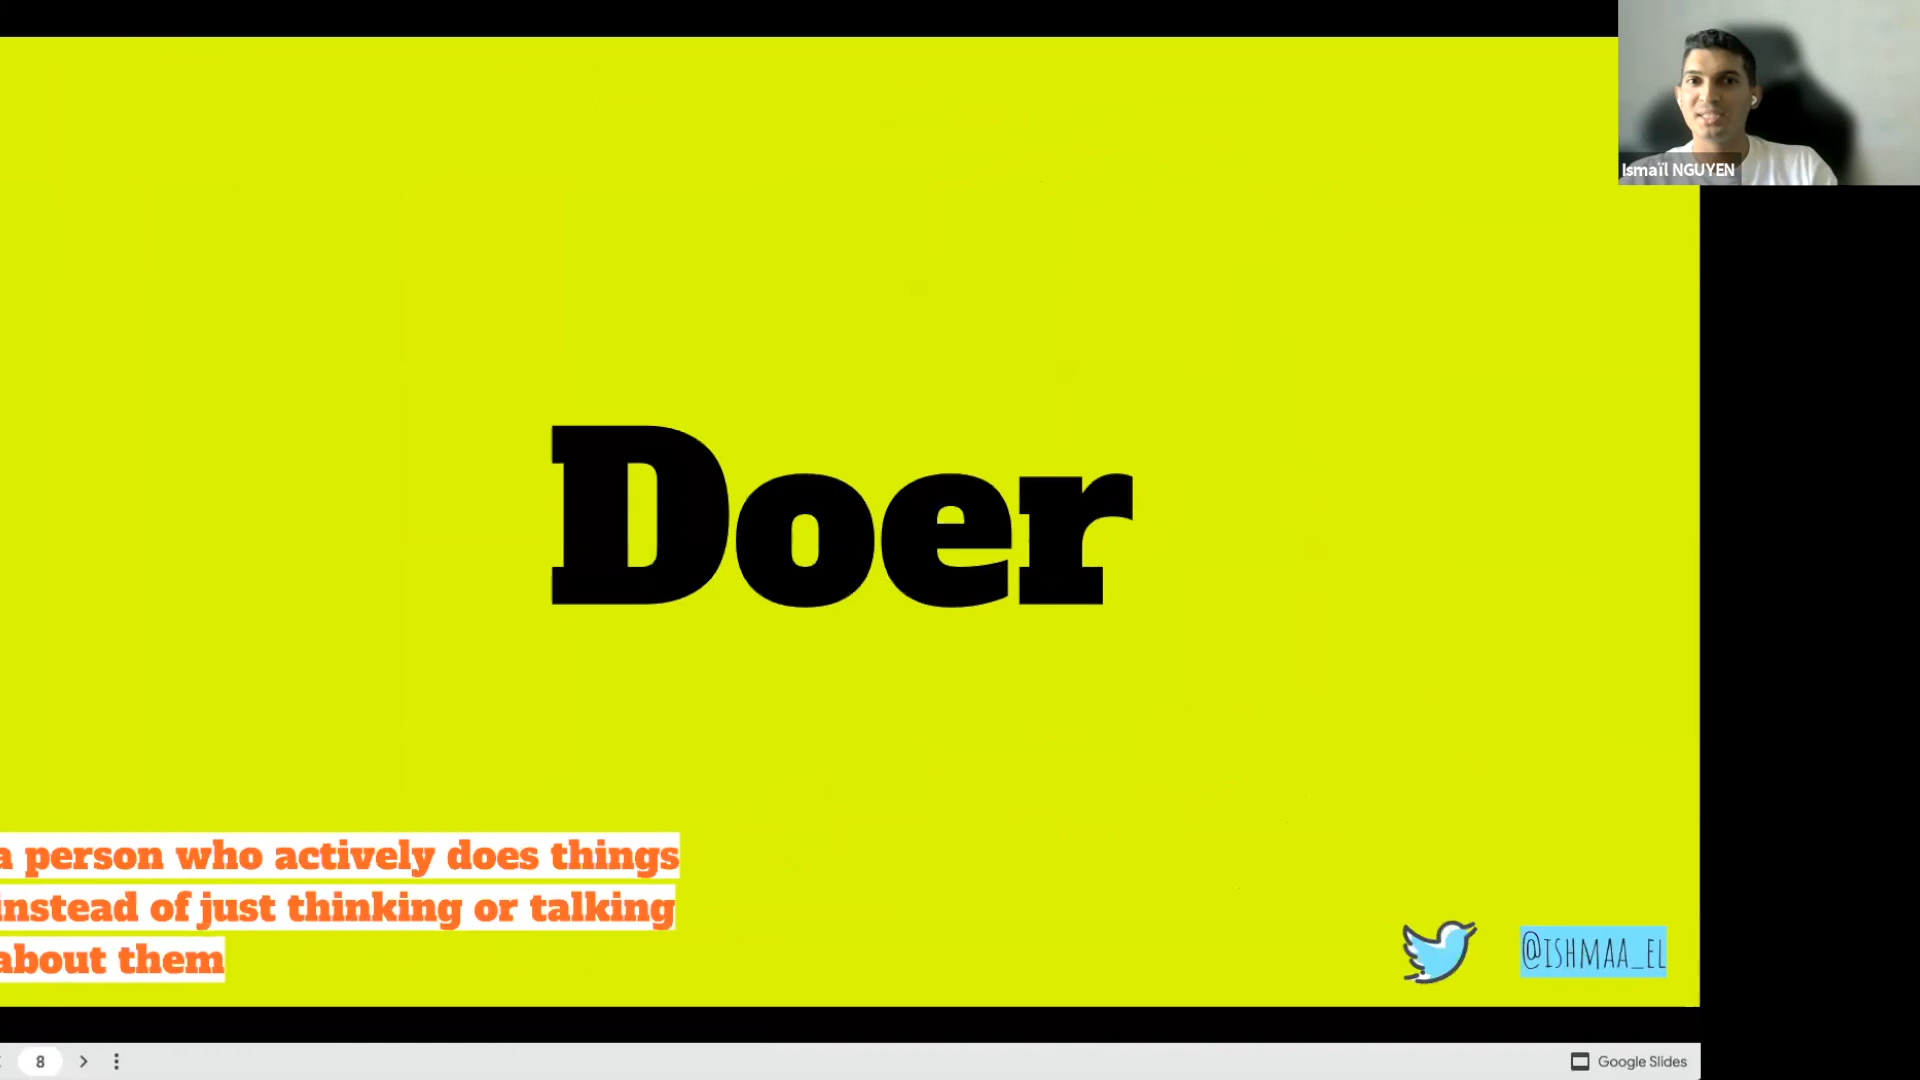 Ismaïl NGUYEN
Doer
a person who actively does things
instead of just thinking or talking
about them
@ISHMAA_EL
8
Google Slides